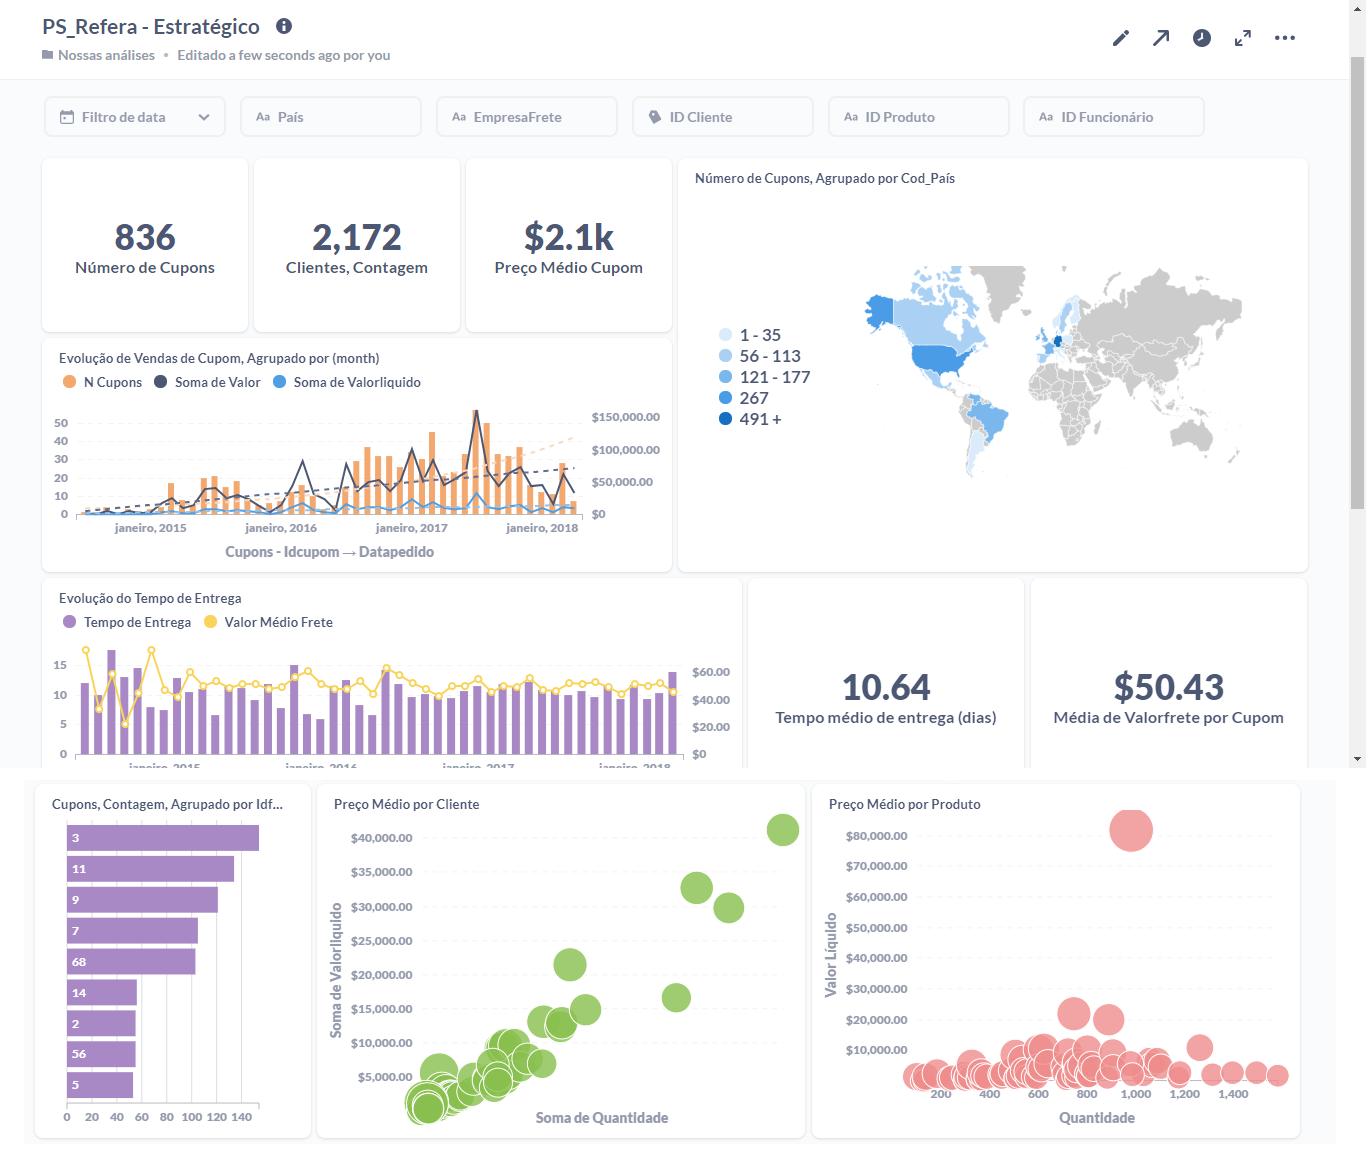 PS_Refera - Estratégico
Nossas análises • Editado a few seconds ago por you
Filtro de data
Aa País
Aa EmpresaFrete
ID Cliente
Aa ID Produto
Aa ID Funcionário
836
Número de Cupons
2,172
Clientes, Contagem
$2.1k
Preço Médio Cupom
Número de Cupons, Agrupado por Cod_País
1 - 35
56 - 113
121 - 177
267
491 +
Evolução de Vendas de Cupom, Agrupado por (month)
N Cupons Soma de Valor Soma de Valorliquido
50
40
30
20
10
0
$150,000.00
$100,000.00
$50,000.00
$0
janeiro, 2015 janeiro, 2016 janeiro, 2017 janeiro, 2018
Cupons - Idcupom → Datapedido
Evolução do Tempo de Entrega
Tempo de Entrega Valor Médio Frete
15
10
5
0
$60.00
$40.00
$20.00
$0
janeiro, 2015 janeiro, 2016 janeiro, 2017 janeiro, 2018
10.64
Tempo médio de entrega (dias)
$50.43
Média de Valorfrete por Cupom
Cupons, Contagem, Agrupado por Idf...
3
11
9
7
68
14
2
56
5
0 20 40 60 80 100 120 140
Preço Médio por Cliente
$40,000.00
$35,000.00
$30,000.00
$25,000.00
$20,000.00
$15,000.00
$10,000.00
$5,000.00
Soma de Valorliquido
Soma de Quantidade
Preço Médio por Produto
$80,000.00
$70,000.00
$60,000.00
$50,000.00
$40,000.00
$30,000.00
$20,000.00
$10,000.00
Valor Líquido
200 400 600 800 1,000 1,200 1,400
Quantidade